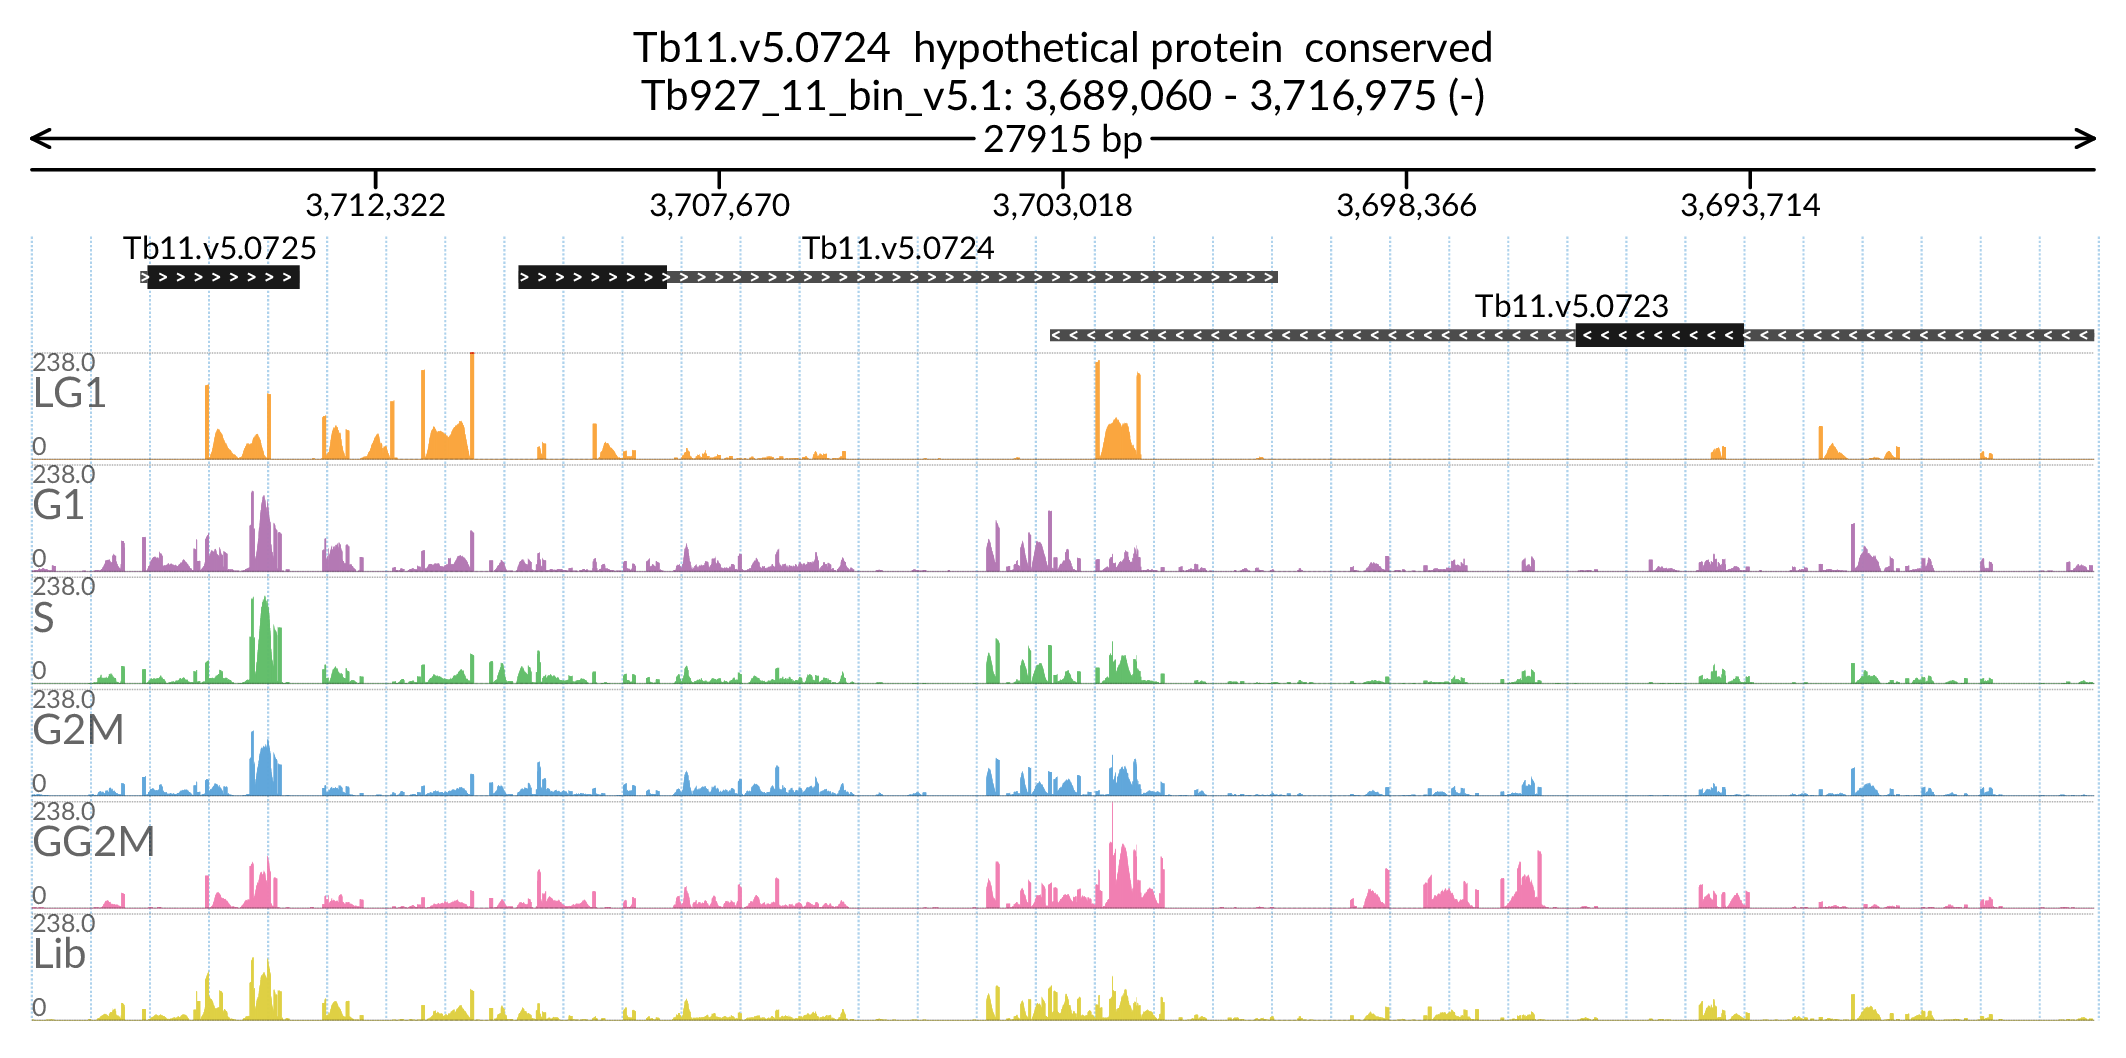 Tb11.v5.0724  hypothetical protein  conserved
Tb927_11_bin_v5.1: 3,689,060 - 3,716,975 (-)
27915 bp
3,712,322 3,707,670 3,703,018 3,698,366 3,693,714
Tb11.v5.0725 Tb11.v5.0724
Tb11.v5.0723
238.0
LG1
0
238.0
G1
0
238.0
S
0
238.0
G2M
0
238.0
GG2M
0
238.0
Lib
0